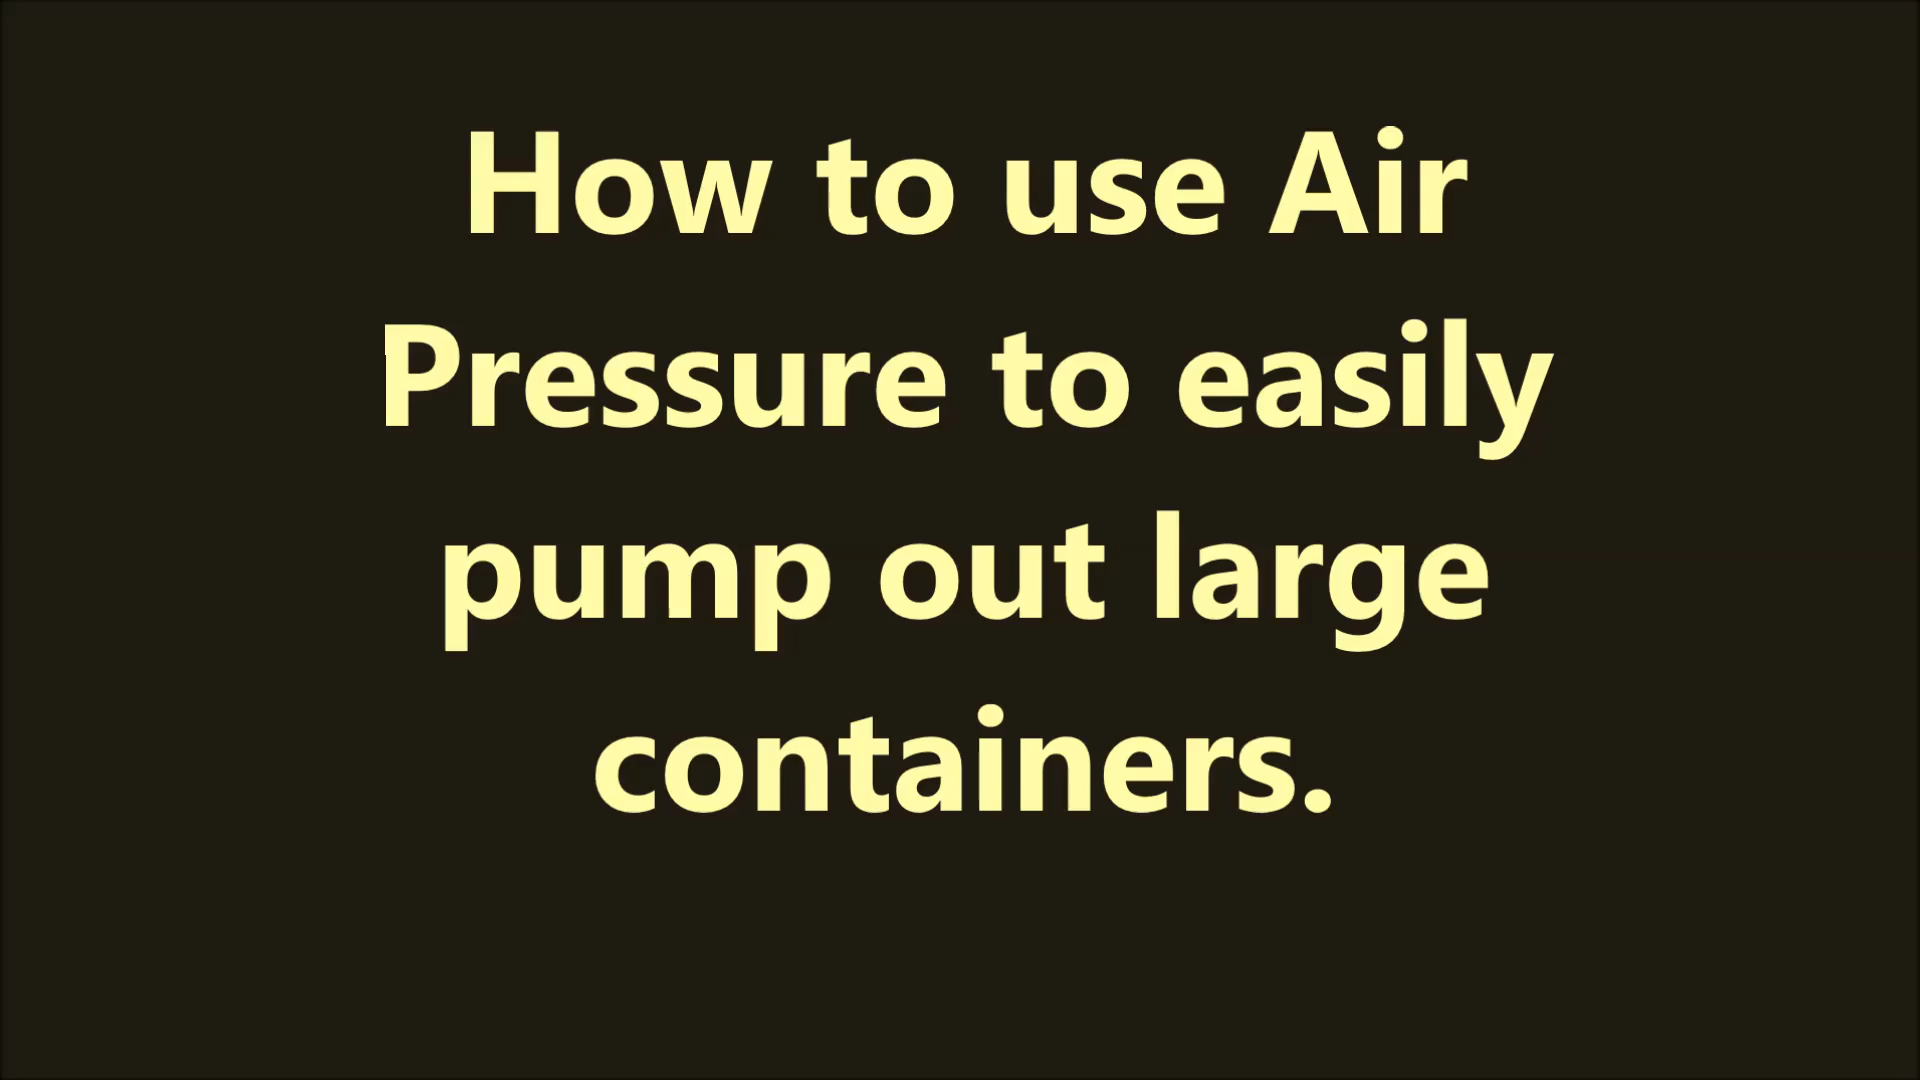 How to use Air
Pressure to easily
pump out large
containers.